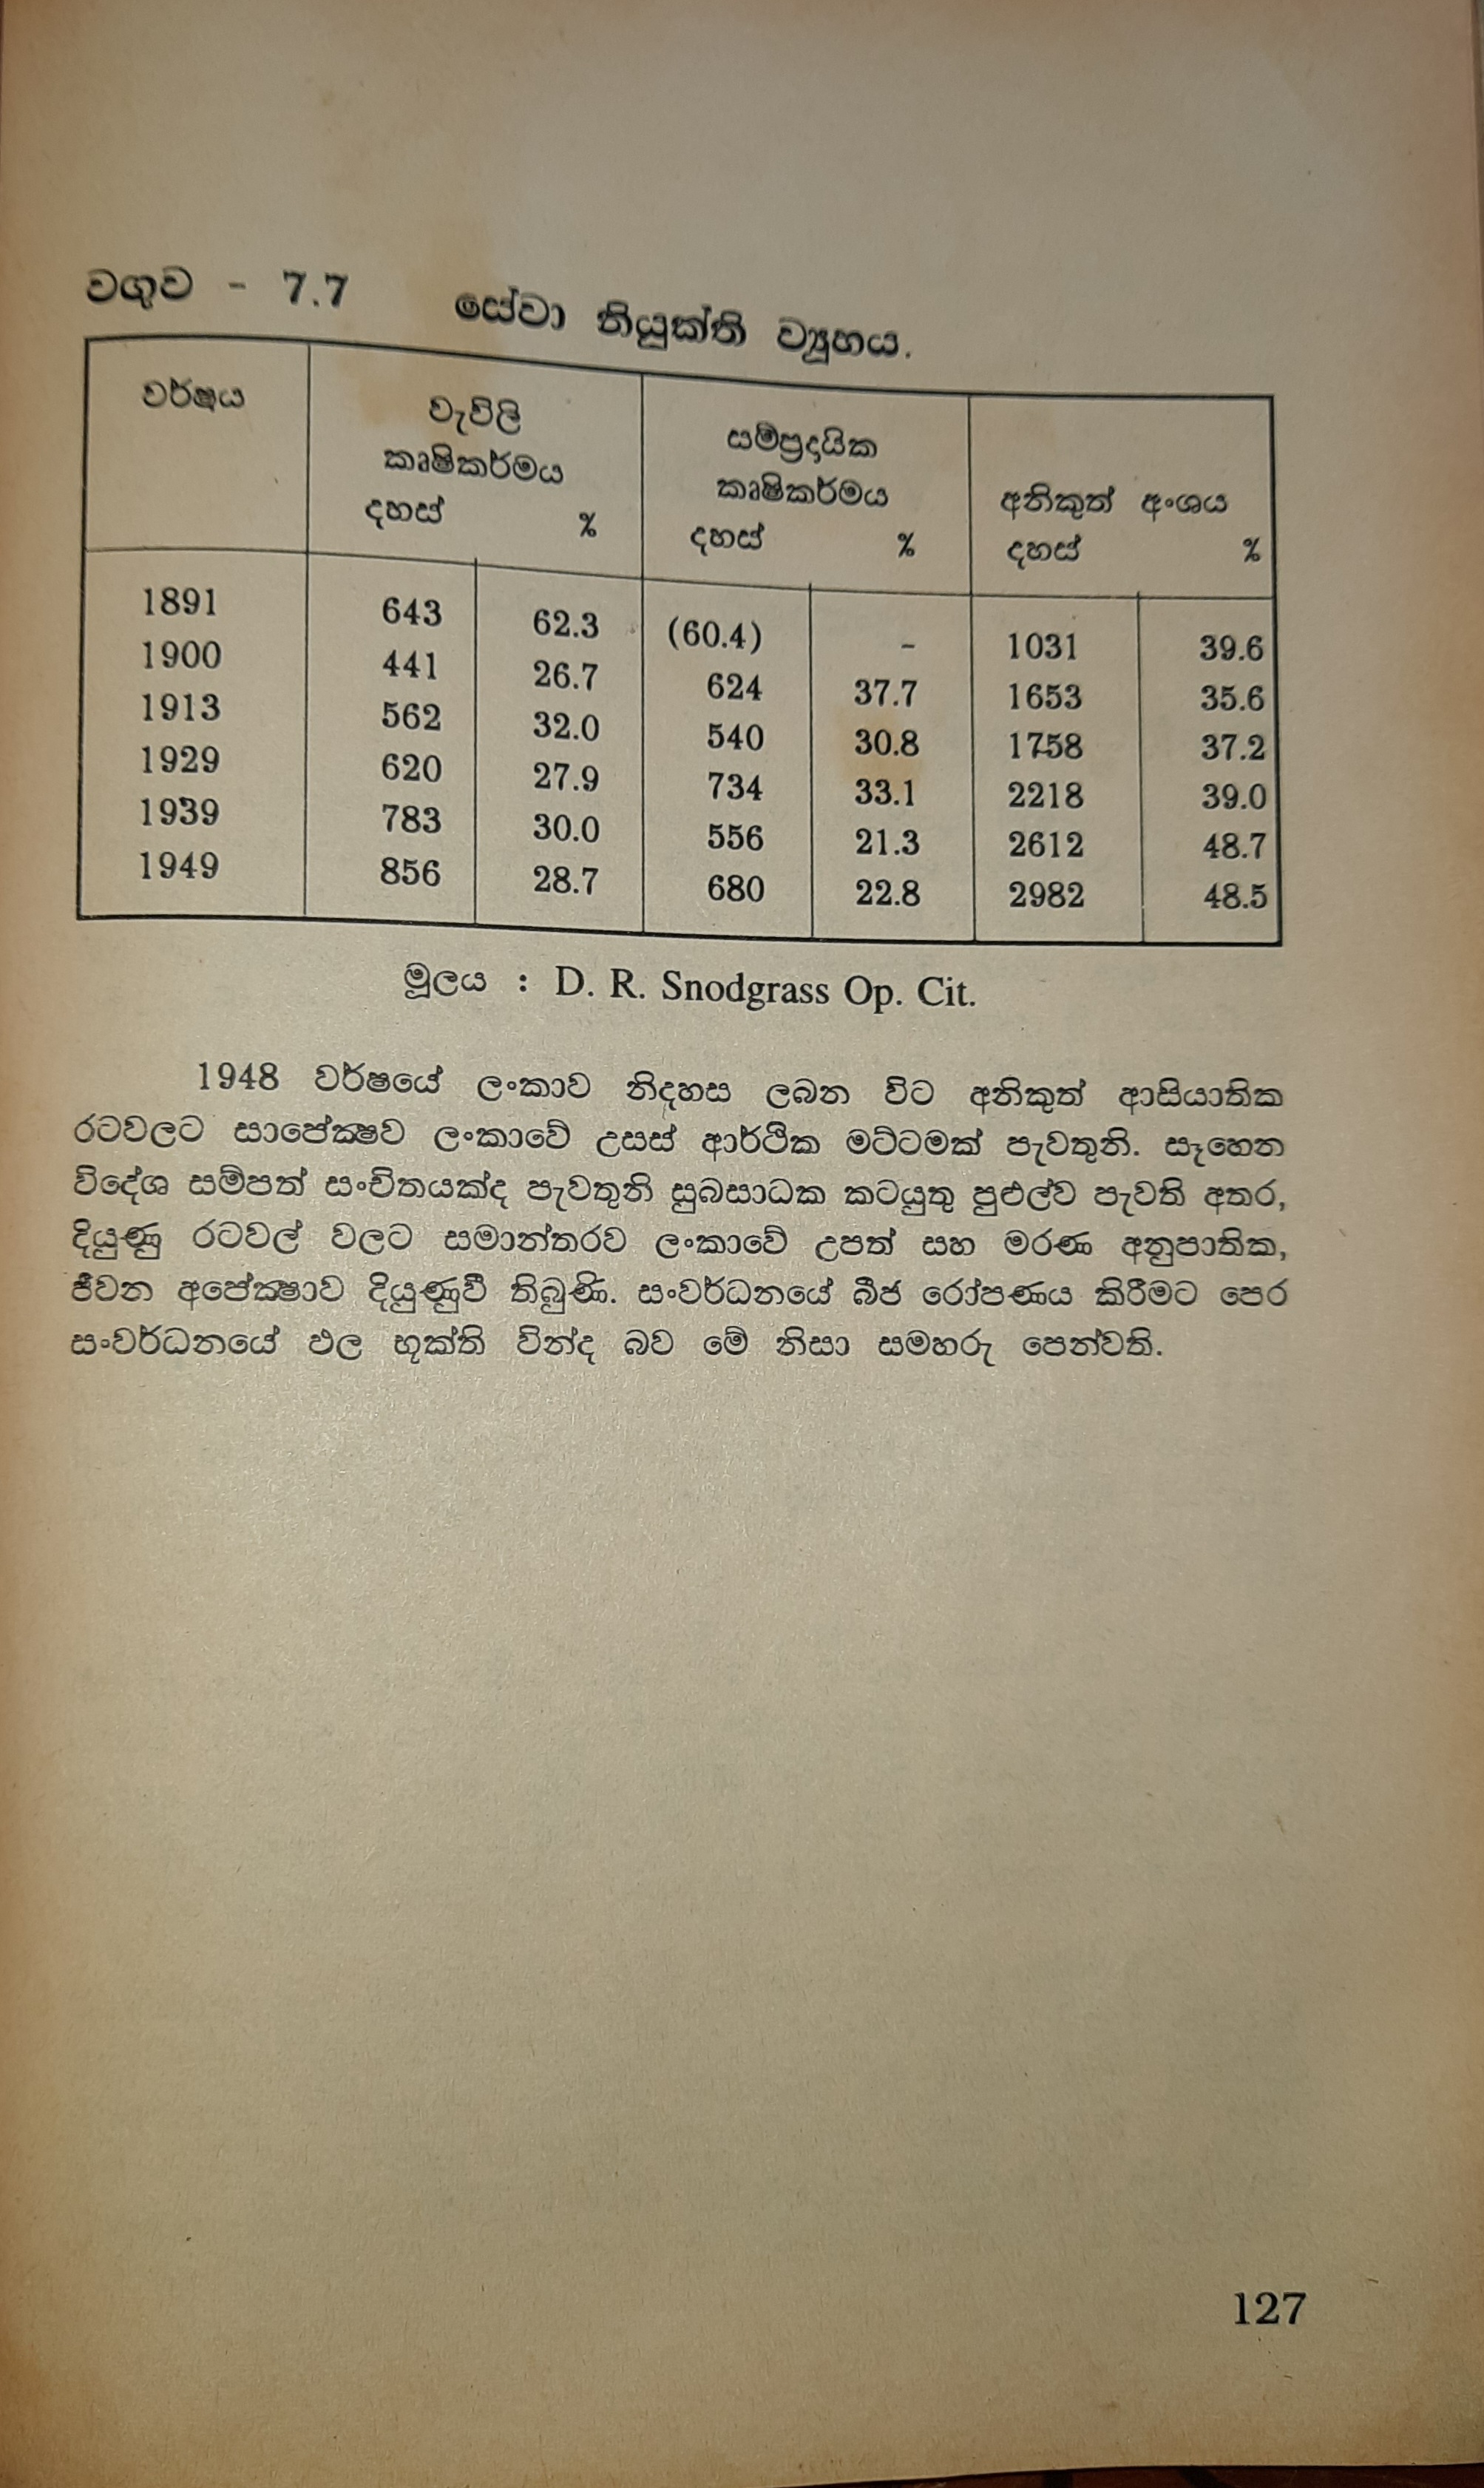 වගුව - 7.7 සේවා නියුක්ති ව්‍යූහය.
වර්ෂය වැවිලි කෘෂිකර්මය සම්ප්‍රදායික කෘෂිකර්මය අනිකුත් අංශය
දහස් % දහස් % දහස් %
1891 643 62.3 (60.4) - 1031 39.6
1900 441 26.7 624 37.7 1653 35.6
1913 562 32.0 540 30.8 1758 37.2
1929 620 27.9 734 33.1 2218 39.0
1939 783 30.0 556 21.3 2612 48.7
1949 856 28.7 680 22.8 2982 48.5
මූලය : D. R. Snodgrass Op. Cit.
1948 වර්ෂයේ ලංකාව නිදහස ලබන විට අනිකුත් ආසියාතික
රටවලට සාපේක්‍ෂව ලංකාවේ උසස් ආර්ථික මට්ටමක් පැවතුනි. සෑහෙන
විදේශ සම්පත් සංචිතයක්ද පැවතුනි සුබසාධක කටයුතු පුළුල්ව පැවති අතර,
දියුණු රටවල් වලට සමාන්තරව ලංකාවේ උපත් සහ මරණ අනුපාතික,
ජීවන අපේක්‍ෂාව දියුණුවී තිබුණි. සංවර්ධනයේ බීජ රෝපණය කිරීමට පෙර
සංවර්ධනයේ ඵල භූක්ති වින්ද බව මේ නිසා සමහරු පෙන්වති.
127